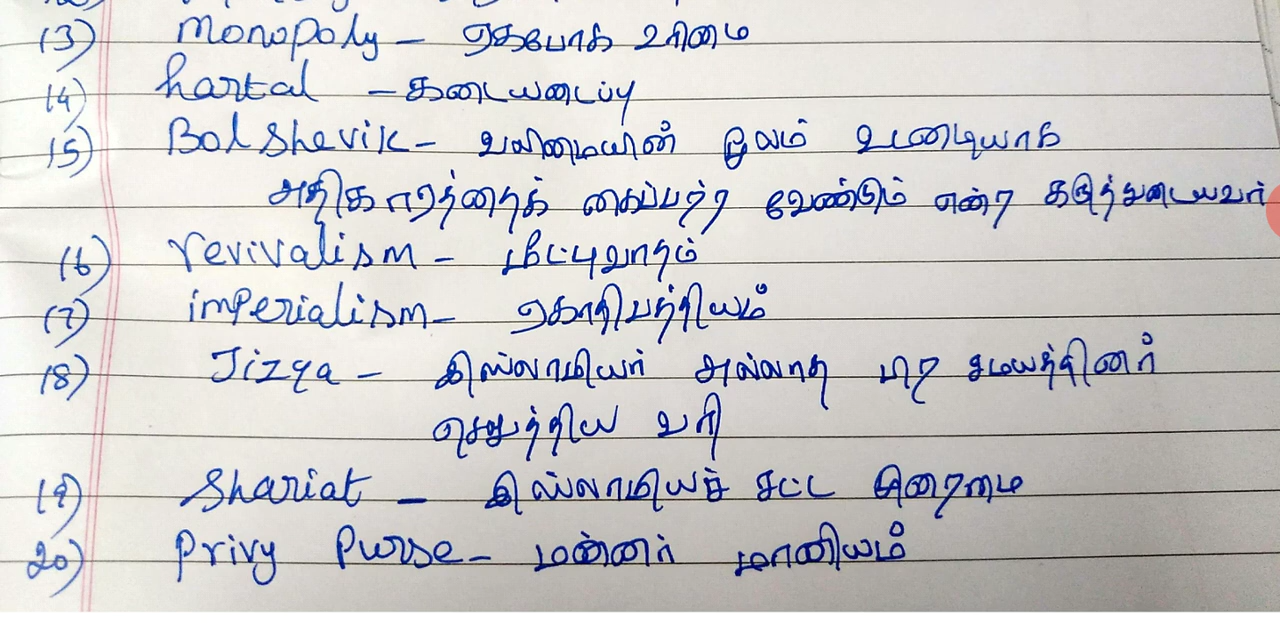 13) Monopoly - ஏகபோக உரிமை
14) hartal - கடையடைப்பு
15) Bolshevik - வலிமையின் மூலம் உடனடியாக
அதிகாரத்தைக் கைப்பற்ற வேண்டும் என்ற கருத்துடையவர்
16) revivalism - மீட்புவாதம்
17) imperialism - ஏகாதிபத்தியம்
18) Jizya - இஸ்லாமியர் அல்லாத பிற சமயத்தினர்
செலுத்திய வரி
19) Shariat - இஸ்லாமியச் சட்ட
20) Privy Purse - மன்னர் மானியம்